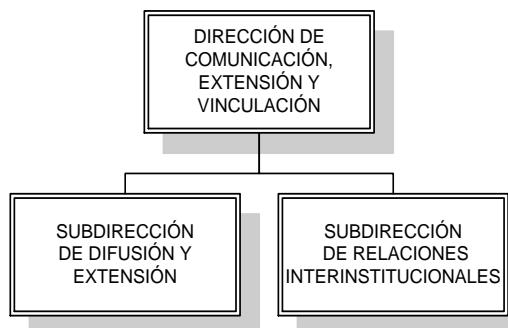 DIRECCIÓN DE
COMUNICACIÓN,
EXTENSIÓN Y
VINCULACIÓN
SUBDIRECCIÓN
DE DIFUSIÓN Y
EXTENSIÓN
SUBDIRECCIÓN
DE RELACIONES
INTERINSTITUCIONALES